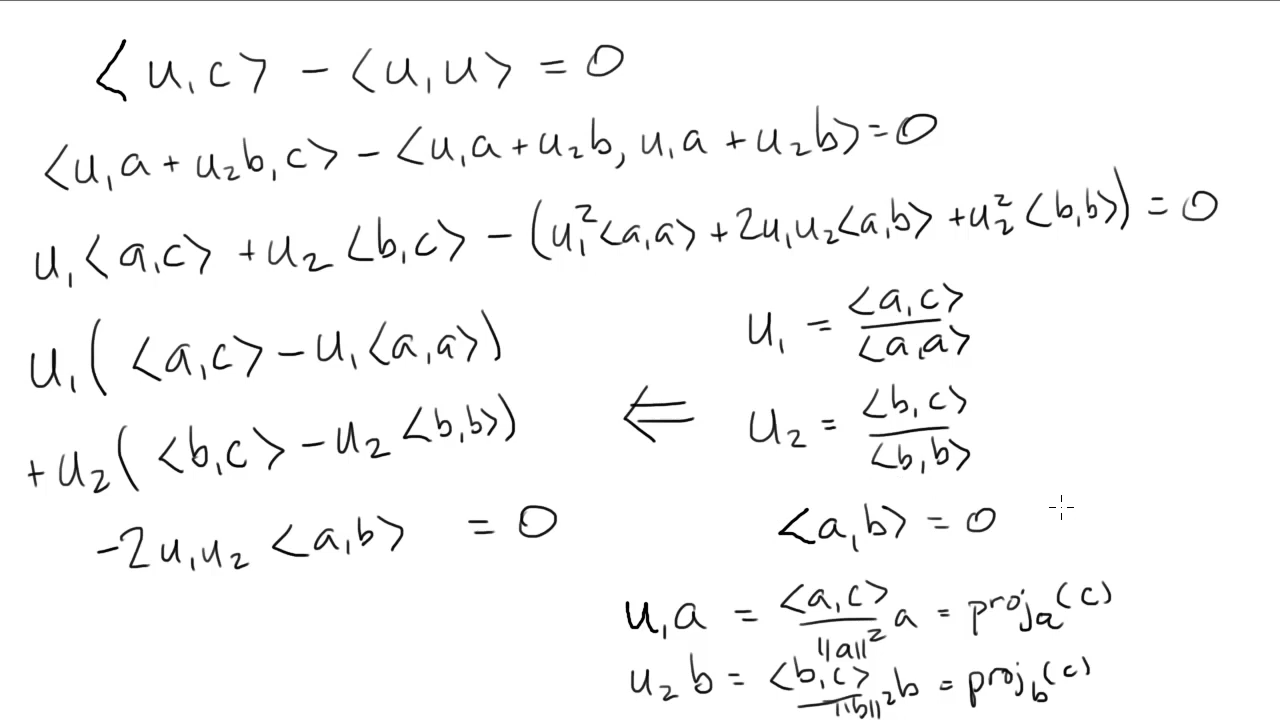 <u,c> - <u,u> = 0
<u₁a + u₂b, c> - <u₁a + u₂b, u₁a + u₂b> = 0
u₁<a,c> + u₂<b,c> - (u₁²<a,a> + 2u₁u₂<a,b> + u₂²<b,b>) = 0
u₁(<a,c> - u₁<a,a>)
+ u₂(<b,c> - u₂<b,b>)
- 2u₁u₂<a,b> = 0
⇐
u₁ = <a,c>/<a,a>
u₂ = <b,c>/<b,b>
<a,b> = 0
u₁a = <a,c>/||a||² a = proj_a(c)
u₂b = <b,c>/||b||² b = proj_b(c)